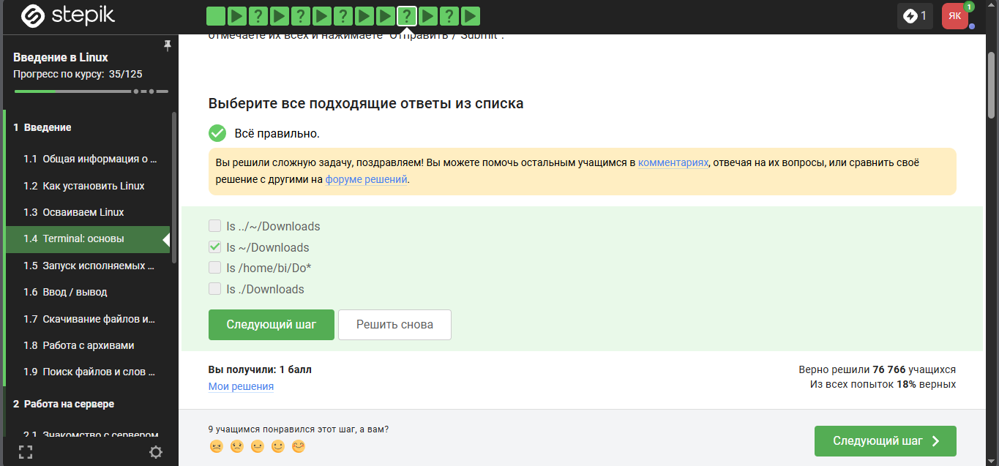 stepik
1
ЯК
1
отмечаете их всех и нажимаете "Отправить / Submit".
Введение в Linux
Прогресс по курсу: 35/125
1 Введение
1.1 Общая информация о ...
1.2 Как установить Linux
1.3 Осваиваем Linux
1.4 Terminal: основы
1.5 Запуск исполняемых ...
1.6 Ввод / вывод
1.7 Скачивание файлов и...
1.8 Работа с архивами
1.9 Поиск файлов и слов ...
2 Работа на сервере
2.1 Знакомство с сервером
Выберите все подходящие ответы из списка
Всё правильно.
Вы решили сложную задачу, поздравляем! Вы можете помочь остальным учащимся в комментариях, отвечая на их вопросы, или сравнить своё
решение с другими на форуме решений.
ls ../~/Downloads
ls ~/Downloads
ls /home/bi/Do*
ls ./Downloads
Следующий шаг
Решить снова
Вы получили: 1 балл
Мои решения
Верно решили 76 766 учащихся
Из всех попыток 18% верных
9 учащимся понравился этот шаг, а вам?
Следующий шаг